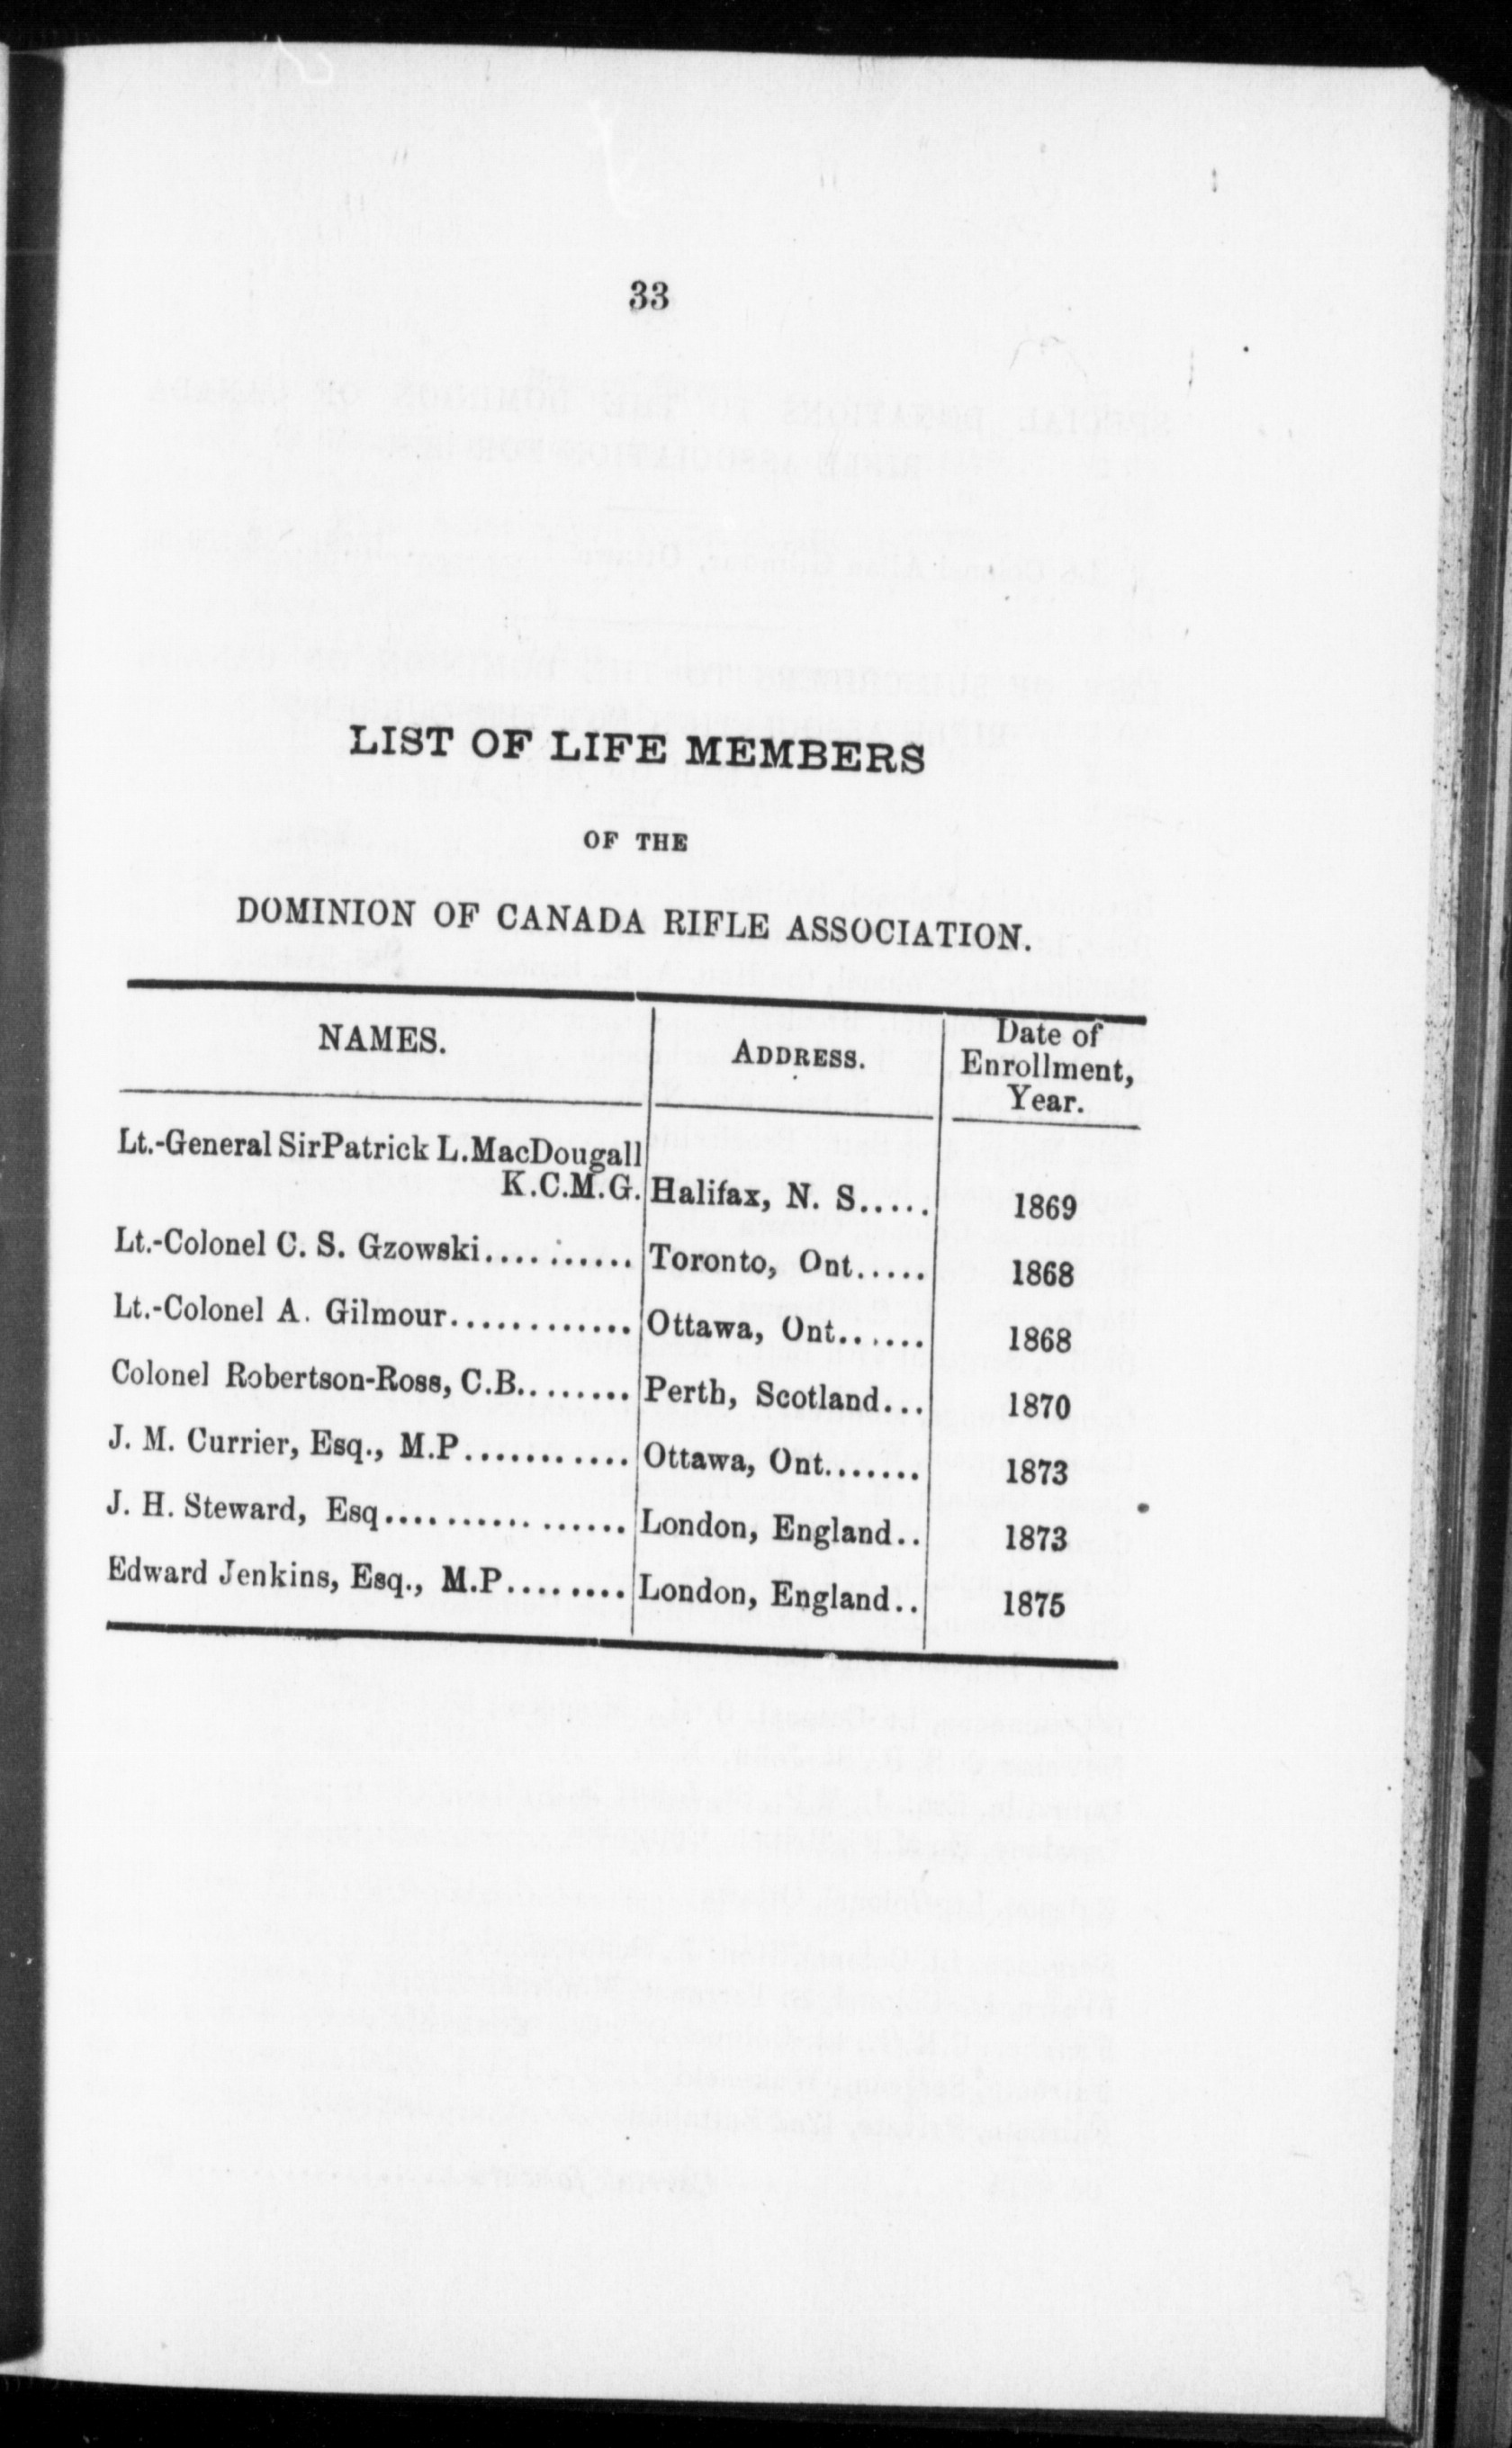 33
LIST OF LIFE MEMBERS
OF THE
DOMINION OF CANADA RIFLE ASSOCIATION.
NAMES. ADDRESS. Date of Enrollment, Year.
Lt.-General Sir Patrick L. MacDougall
K.C.M.G. Halifax, N. S..... 1869
Lt.-Colonel C. S. Gzowski.......... Toronto, Ont..... 1868
Lt.-Colonel A. Gilmour............ Ottawa, Ont...... 1868
Colonel Robertson-Ross, C.B........ Perth, Scotland... 1870
J. M. Currier, Esq., M.P........... Ottawa, Ont....... 1873
J. H. Steward, Esq................ London, England.. 1873
Edward Jenkins, Esq., M.P........ London, England.. 1875